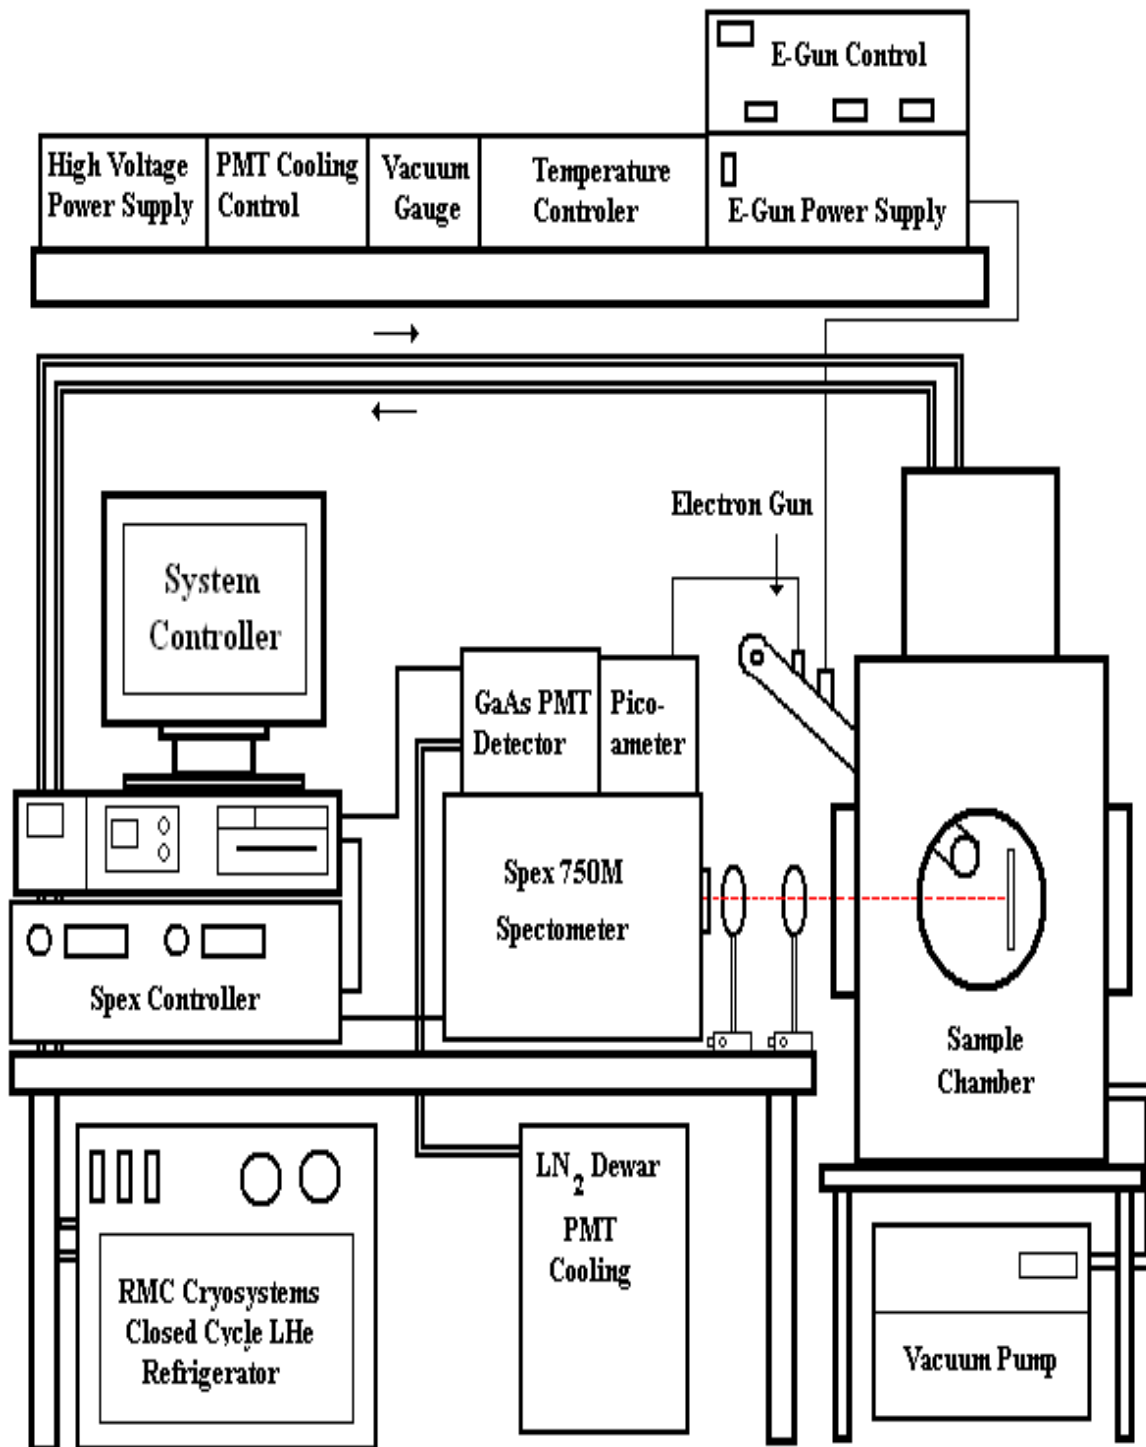 E-Gun Control
High Voltage
Power Supply
PMT Cooling
Control
Vacuum
Gauge
Temperature
Controler
E-Gun Power Supply
Electron Gun
System
Controller
GaAs PMT
Detector
Pico-
ameter
Spex 750M
Spectometer
Spex Controller
Sample
Chamber
LN2 Dewar
PMT
Cooling
RMC Cryosystems
Closed Cycle LHe
Refrigerator
Vacuum Pump